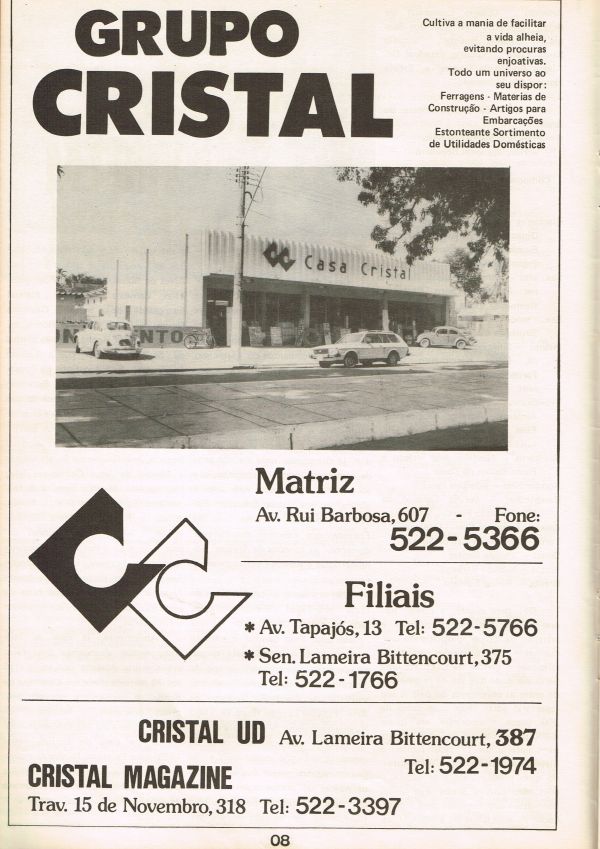 GRUPO
CRISTAL
Cultiva a mania de facilitar
a vida alheia,
evitando procuras
enjoativas.
Todo um universo ao
seu dispor:
Ferragens - Materias de
Construção - Artigos para
Embarcações
Estonteante Sortimento
de Utilidades Domésticas
Casa Cristal
Matriz
Av. Rui Barbosa, 607 - Fone:
522-5366
Filiais
* Av. Tapajós, 13 Tel: 522-5766
* Sen. Lameira Bittencourt, 375
Tel: 522-1766
CRISTAL UD Av. Lameira Bittencourt, 387
Tel: 522-1974
CRISTAL MAGAZINE
Trav. 15 de Novembro, 318 Tel: 522-3397
08